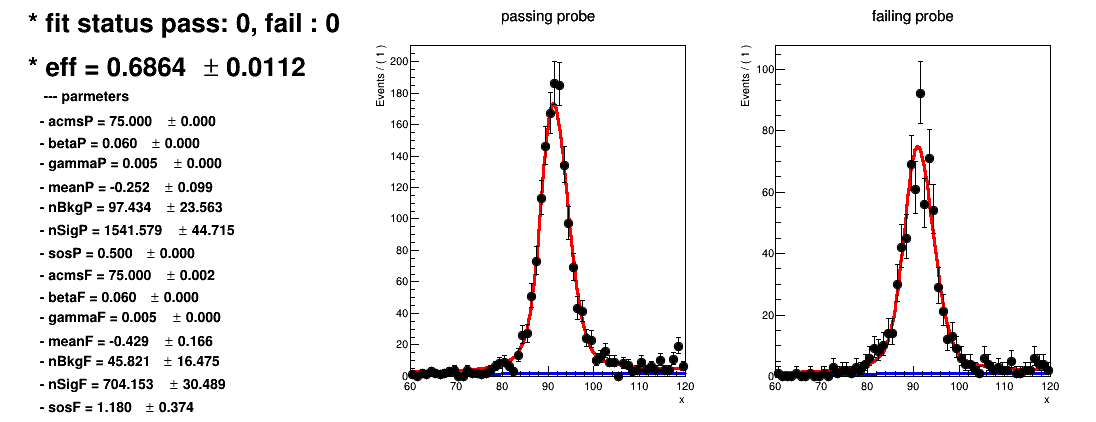 * fit status pass: 0, fail : 0
* eff = 0.6864 ± 0.0112
--- parmeters
- acmsP = 75.000 ± 0.000
- betaP = 0.060 ± 0.000
- gammaP = 0.005 ± 0.000
- meanP = -0.252 ± 0.099
- nBkgP = 97.434 ± 23.563
- nSigP = 1541.579 ± 44.715
- sosP = 0.500 ± 0.000
- acmsF = 75.000 ± 0.002
- betaF = 0.060 ± 0.000
- gammaF = 0.005 ± 0.000
- meanF = -0.429 ± 0.166
- nBkgF = 45.821 ± 16.475
- nSigF = 704.153 ± 30.489
- sosF = 1.180 ± 0.374
passing probe
Events / ( 1 )
200
180
160
140
120
100
80
60
40
20
0
60 70 80 90 100 110 120
x
failing probe
Events / ( 1 )
100
80
60
40
20
0
60 70 80 90 100 110 120
x